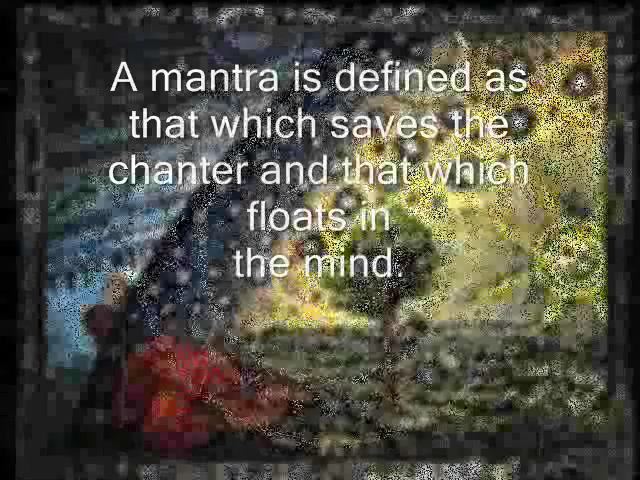 A mantra is defined as
that which saves the
chanter and that which
floats in
the mind.